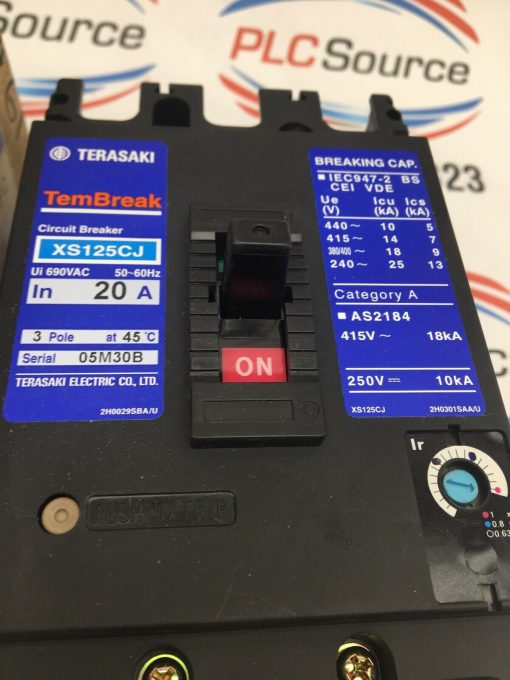 PLCSource
PLCSource
TERASAKI
TemBreak
Circuit Breaker
XS125CJ
Ui 690VAC 50~60Hz
In 20 A
3 Pole at 45°C
Serial 05M30B
TERASAKI ELECTRIC CO., LTD.
2H0029SBA/U
ON
BREAKING CAP.
■ IEC947-2 BS
CEI VDE
Ue (V) Icu (kA) Ics (kA)
440~ 10 5
415~ 14 7
380/400~ 18 9
240~ 25 13
Category A
■ AS2184
415V~ 18kA
250V⎓ 10kA
XS125CJ 2H0301SAA/U
Ir
1 x
0.8
0.63
PUSH TO TRIP
23